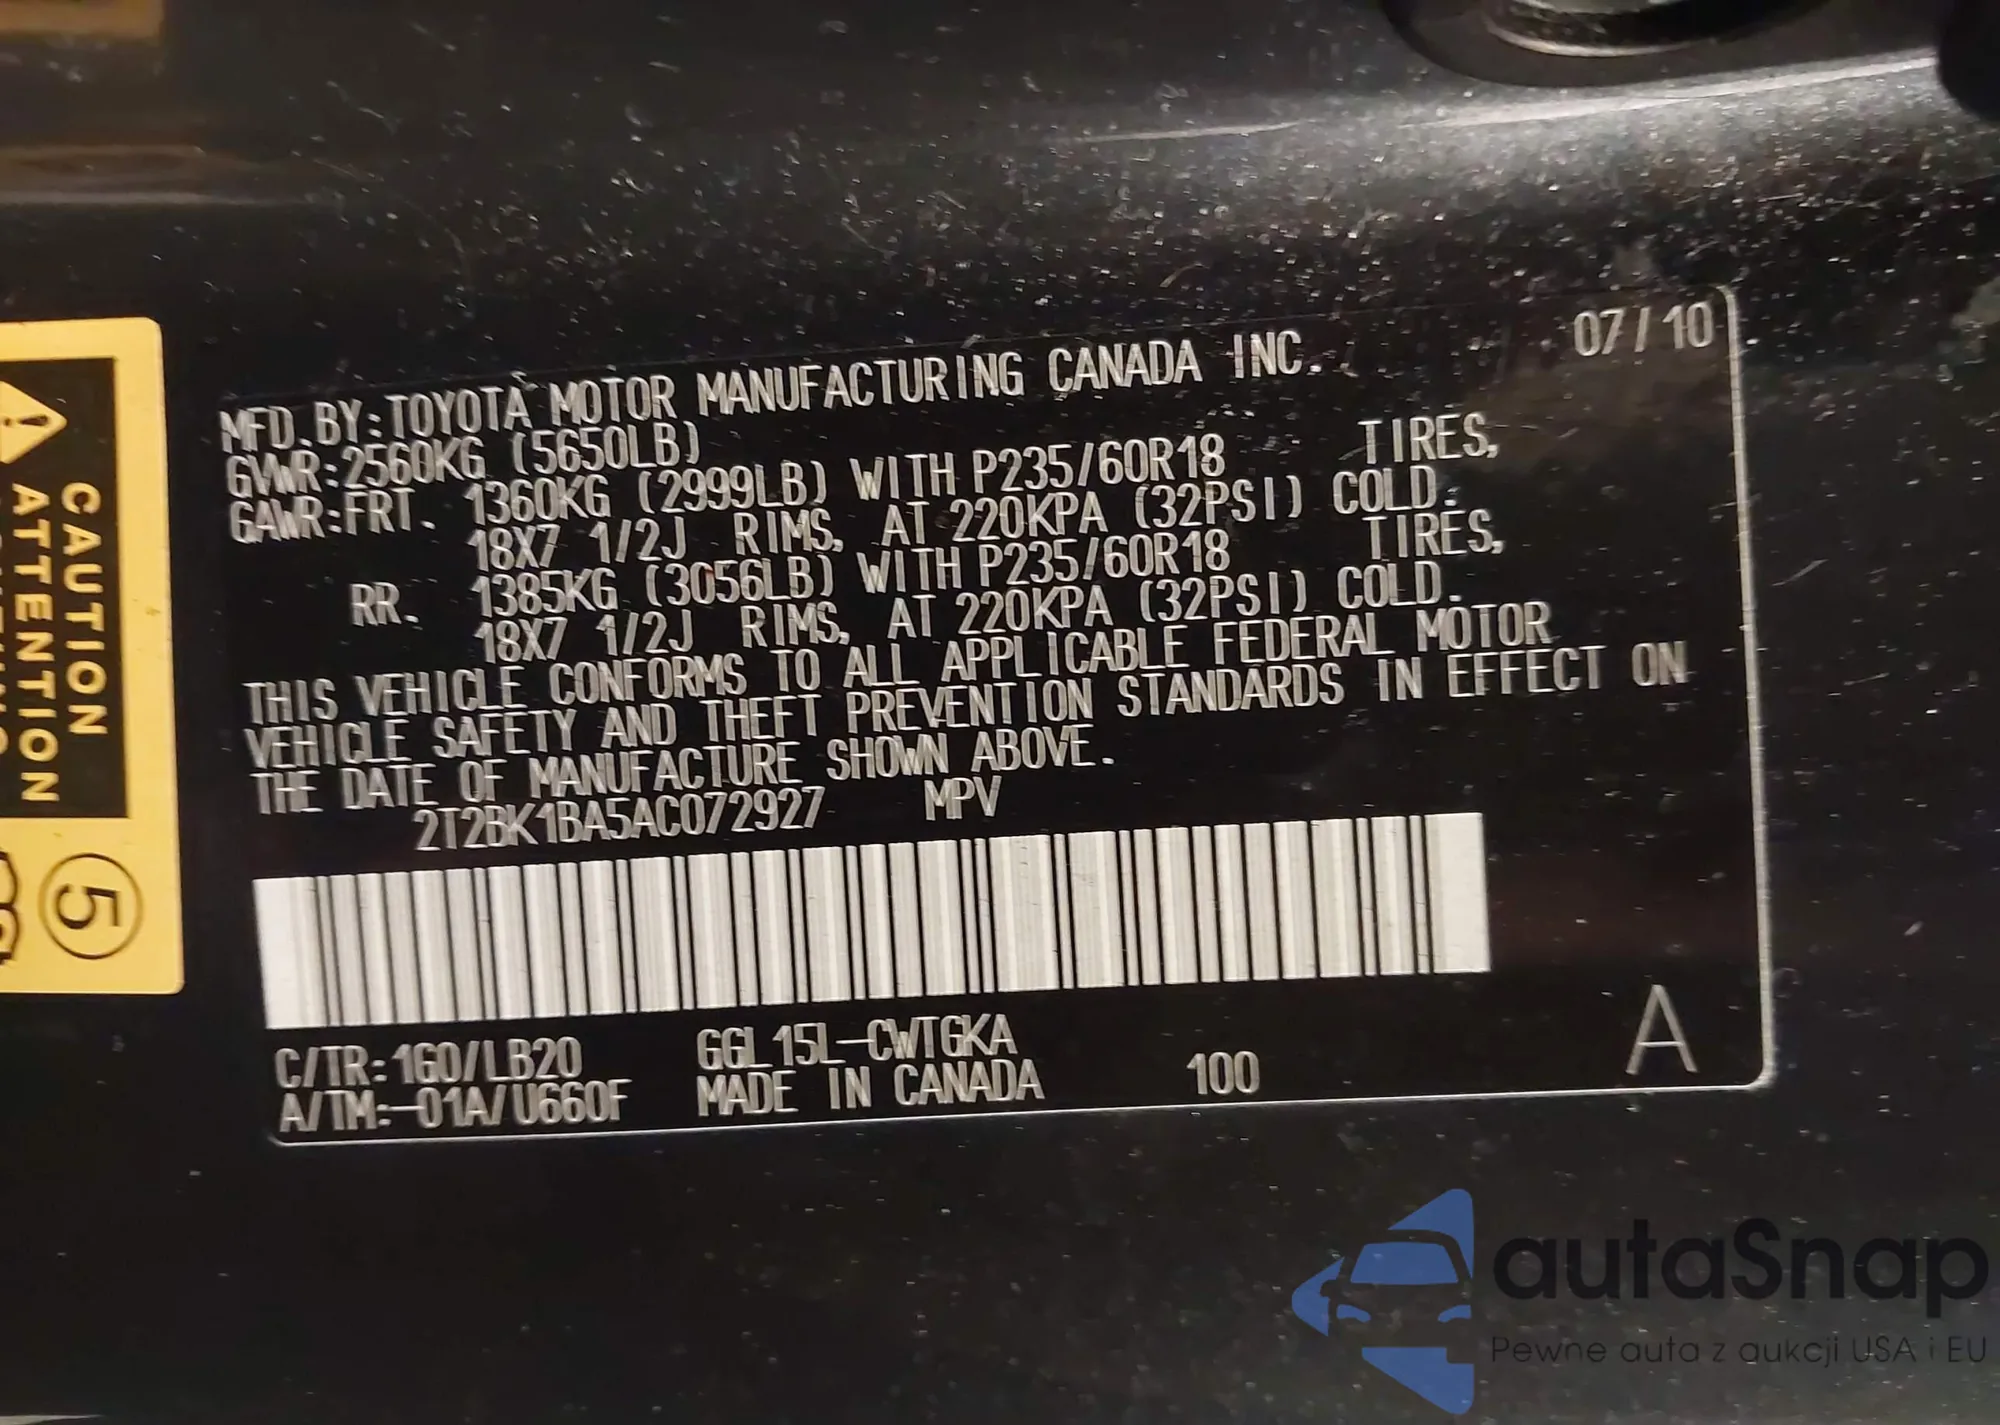 07/10
MFD.BY:TOYOTA MOTOR MANUFACTURING CANADA INC.
GVWR:2560KG (5650LB)
GAWR:FRT. 1360KG (2999LB) WITH P235/60R18 TIRES,
18X7 1/2J RIMS, AT 220KPA (32PSI) COLD.
RR. 1385KG (3056LB) WITH P235/60R18 TIRES,
18X7 1/2J RIMS, AT 220KPA (32PSI) COLD.
THIS VEHICLE CONFORMS TO ALL APPLICABLE FEDERAL MOTOR
VEHICLE SAFETY AND THEFT PREVENTION STANDARDS IN EFFECT ON
THE DATE OF MANUFACTURE SHOWN ABOVE.
2T2BK1BA5AC072927 MPV
C/TR:1G0/LB20 GGL15L-CWTGKA
A/TM:-01A/U660F MADE IN CANADA 100 A
CAUTION
ATTENTION
5
autoSnap
Pewne auta z aukcji USA i EU